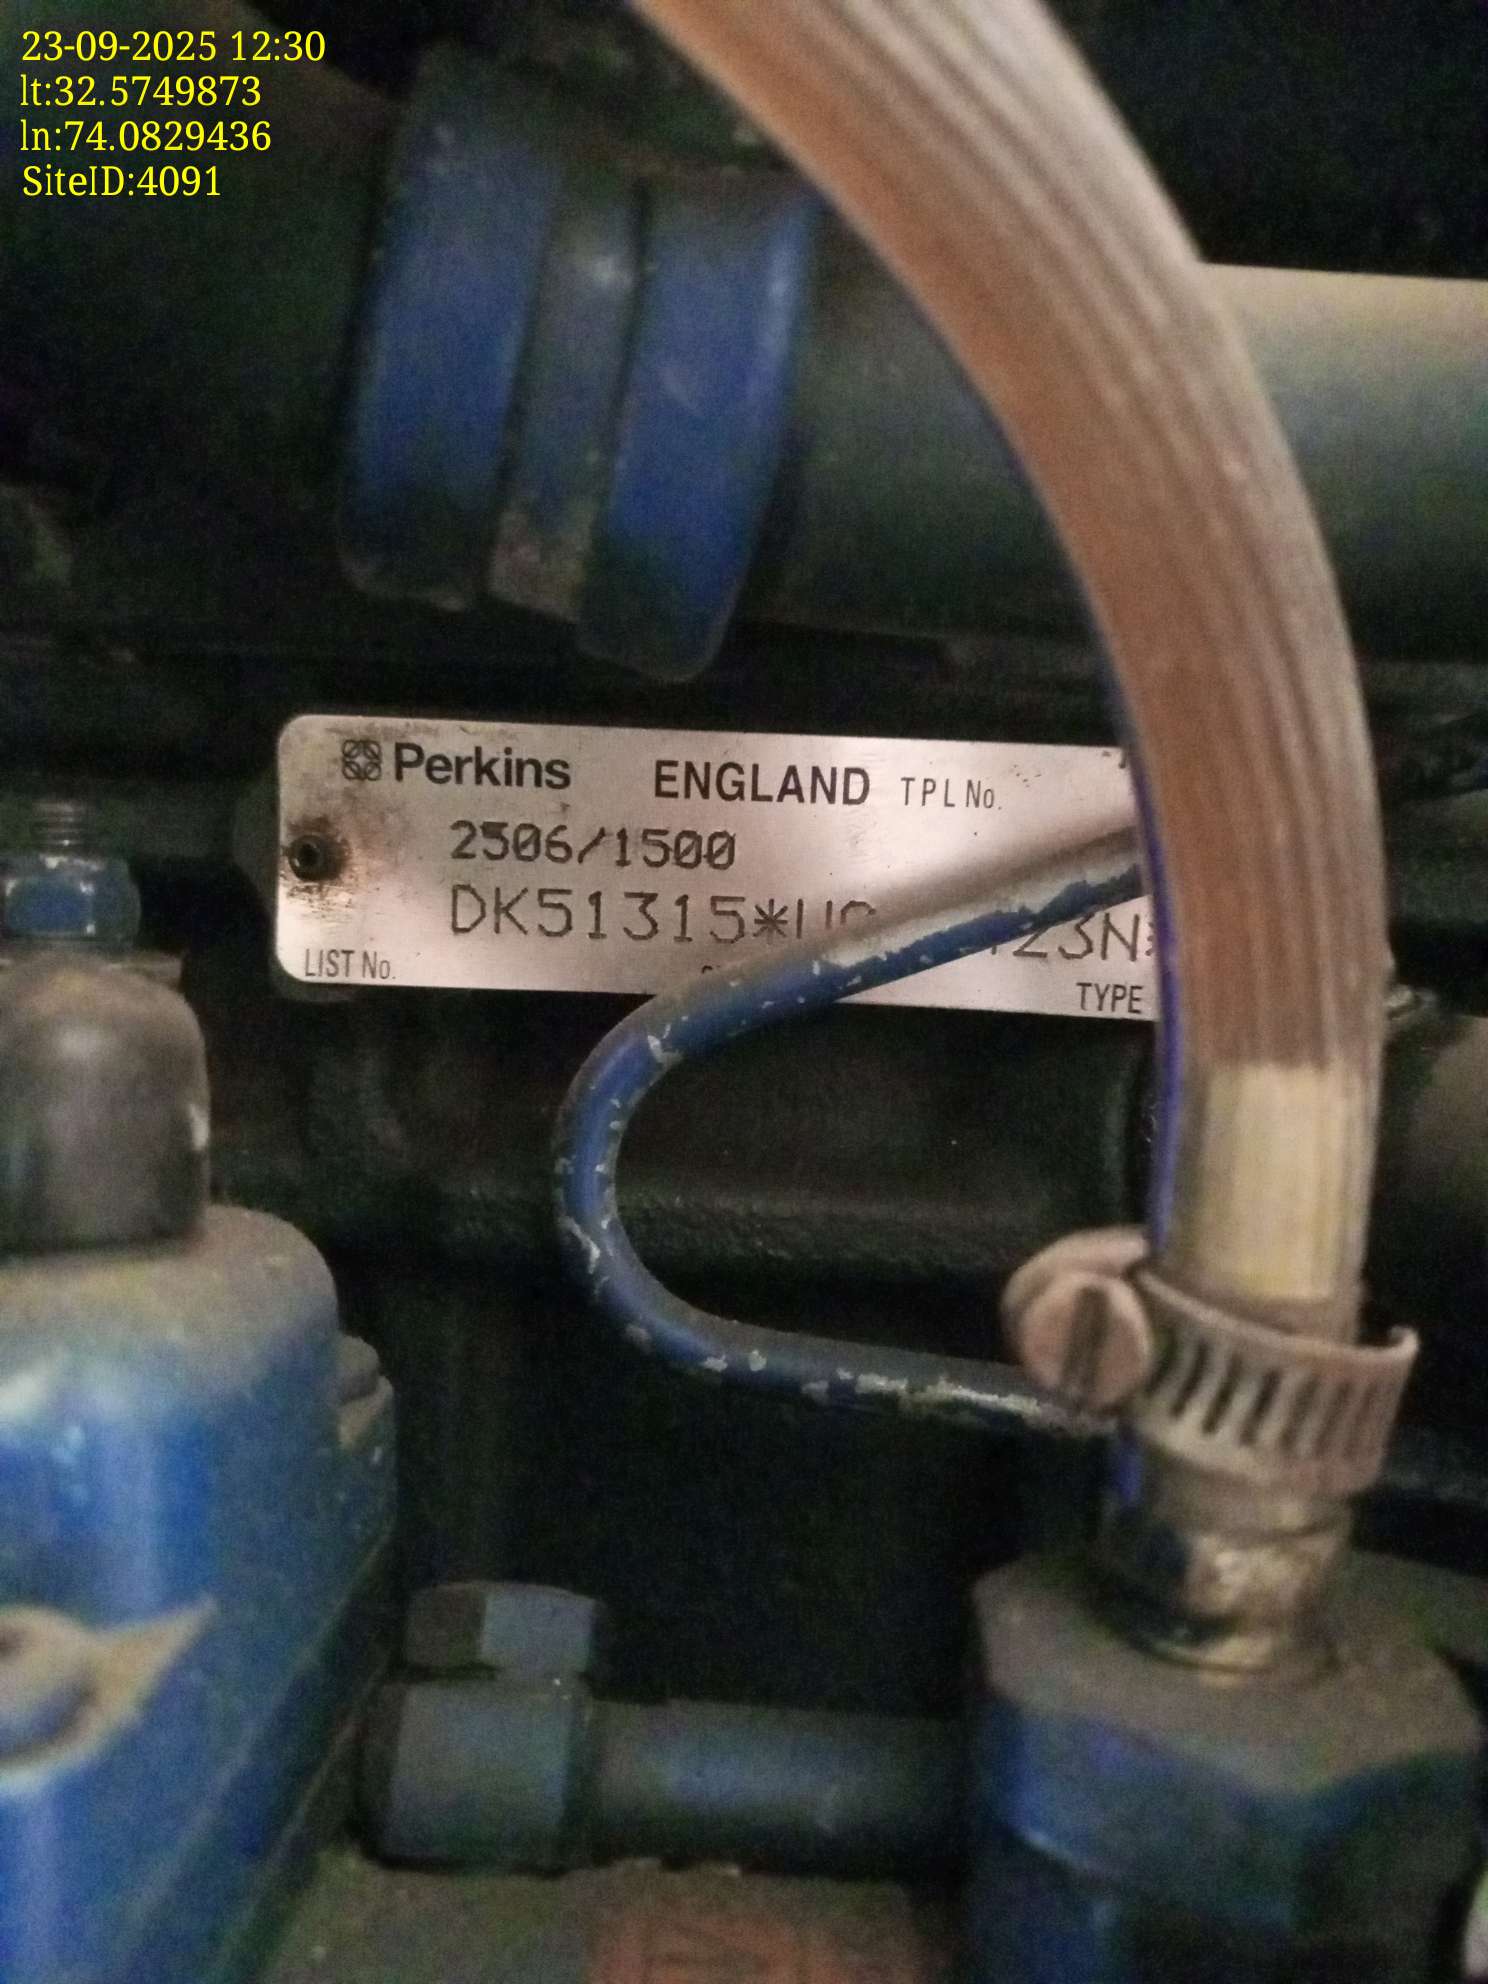 23-09-2025 12:30
lt:32.5749873
ln:74.0829436
SiteID:4091
Perkins ENGLAND TPL No.
2506/1500
DK51315*U
LIST No.
TYPE